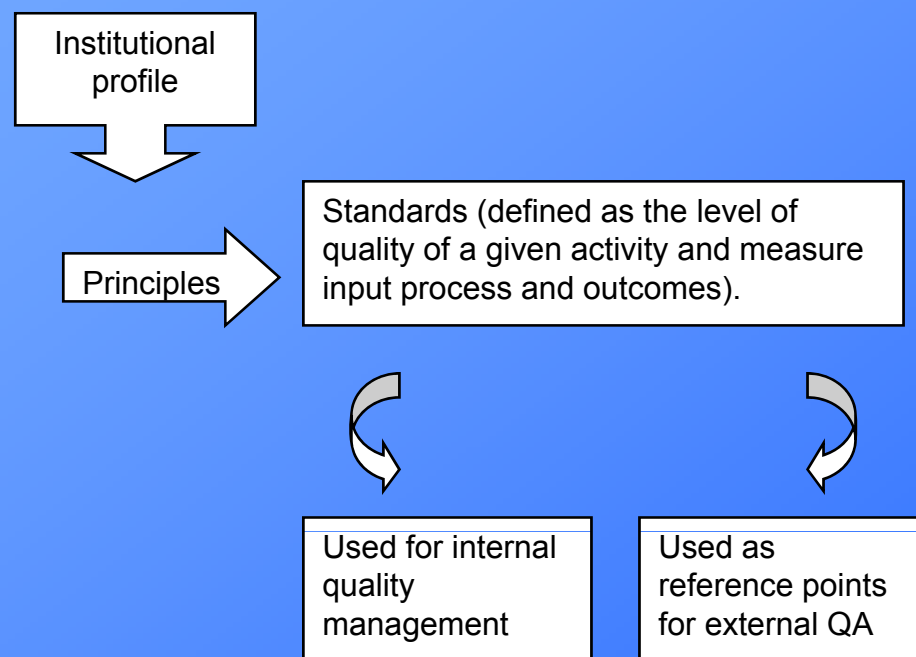 Institutional
profile
Principles
Standards (defined as the level of
quality of a given activity and measure
input process and outcomes).
Used for internal
quality
management
Used as
reference points
for external QA